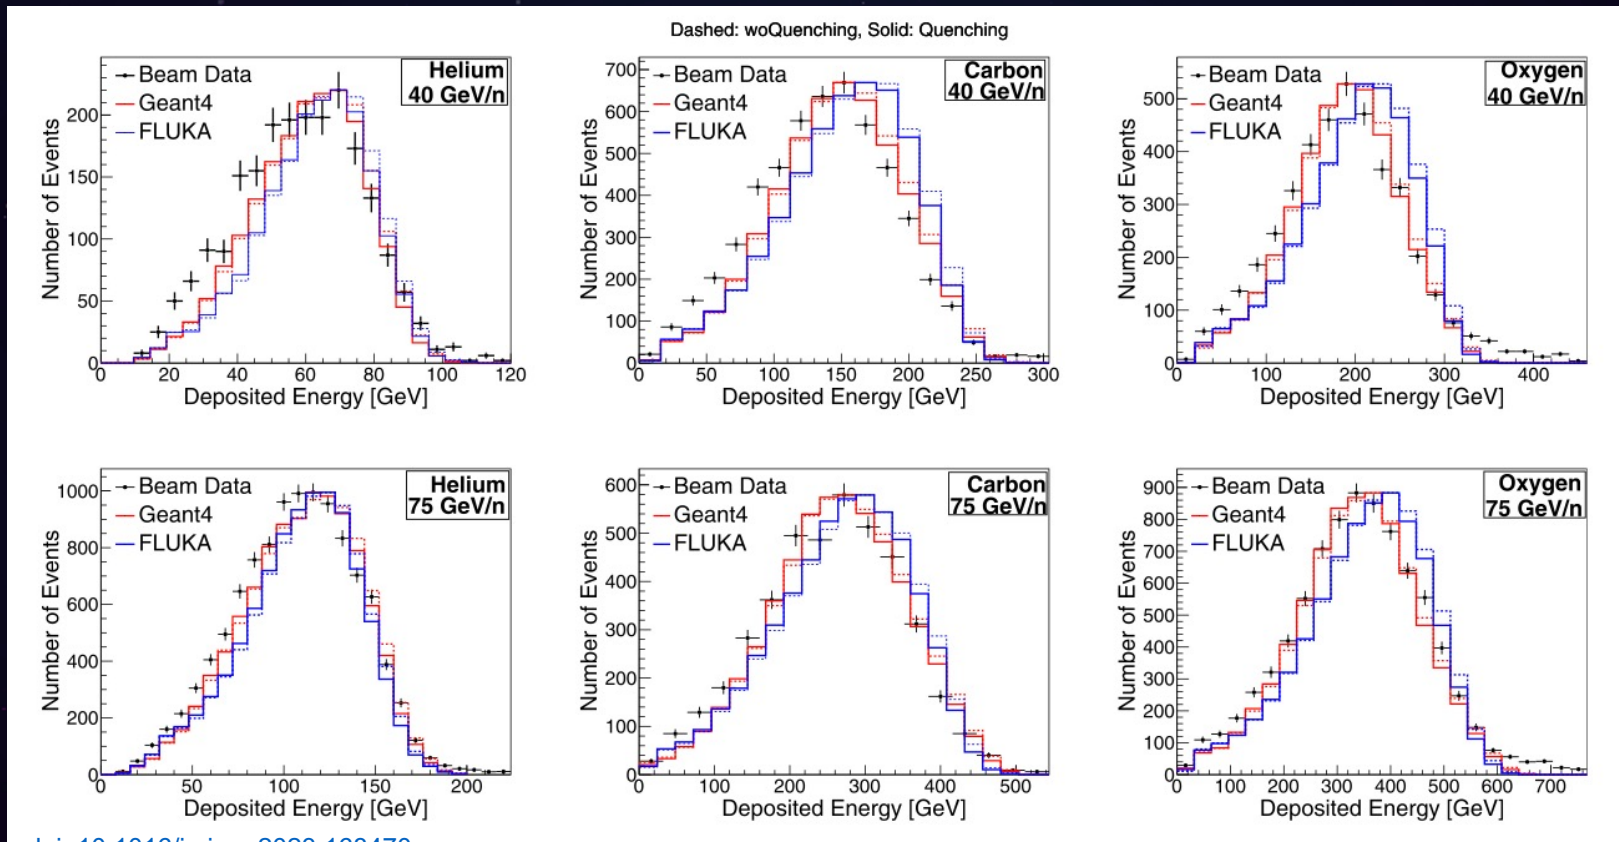 Dashed: woQuenching, Solid: Quenching
Beam Data
Geant4
FLUKA
Helium
40 GeV/n
Number of Events
200
150
100
50
0
0 20 40 60 80 100 120
Deposited Energy [GeV]
Beam Data
Geant4
FLUKA
Carbon
40 GeV/n
Number of Events
700
600
500
400
300
200
100
0
0 50 100 150 200 250 300
Deposited Energy [GeV]
Beam Data
Geant4
FLUKA
Oxygen
40 GeV/n
Number of Events
500
400
300
200
100
0
0 100 200 300 400
Deposited Energy [GeV]
Beam Data
Geant4
FLUKA
Helium
75 GeV/n
Number of Events
1000
800
600
400
200
0
0 50 100 150 200
Deposited Energy [GeV]
Beam Data
Geant4
FLUKA
Carbon
75 GeV/n
Number of Events
600
500
400
300
200
100
0
0 100 200 300 400 500
Deposited Energy [GeV]
Beam Data
Geant4
FLUKA
Oxygen
75 GeV/n
Number of Events
900
800
700
600
500
400
300
200
100
0
0 100 200 300 400 500 600 700
Deposited Energy [GeV]